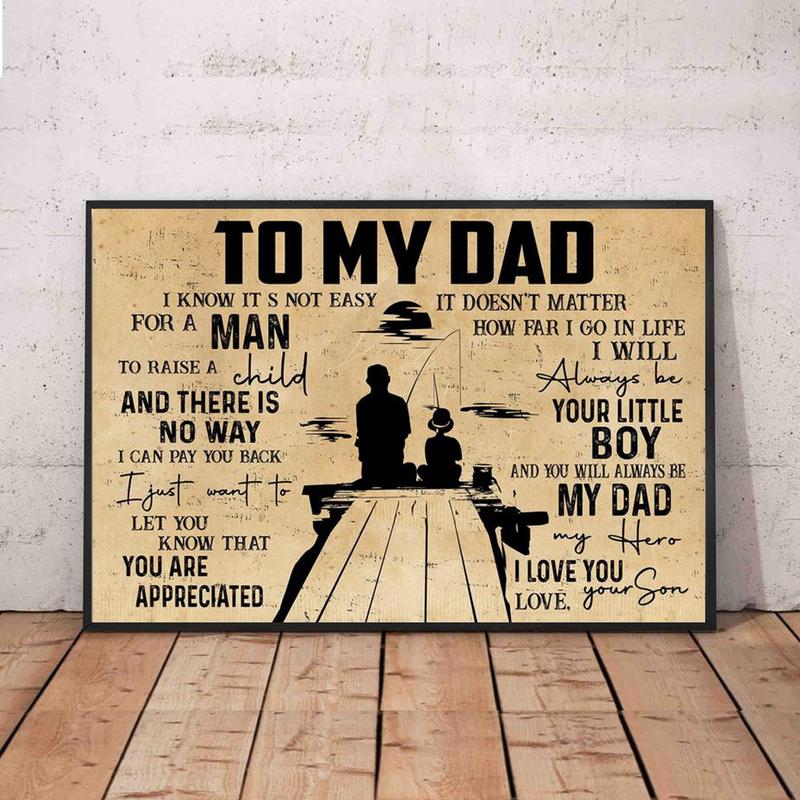 TO MY DAD
I KNOW IT S NOT EASY
FOR A MAN
TO RAISE A child
AND THERE IS
NO WAY
I CAN PAY YOU BACK
I just want to
LET YOU
KNOW THAT
YOU ARE
APPRECIATED
IT DOESN'T MATTER
HOW FAR I GO IN LIFE
I WILL
Always be
YOUR LITTLE
BOY
AND YOU WILL ALWAYS BE
MY DAD
my Hero
I LOVE YOU
LOVE, your Son